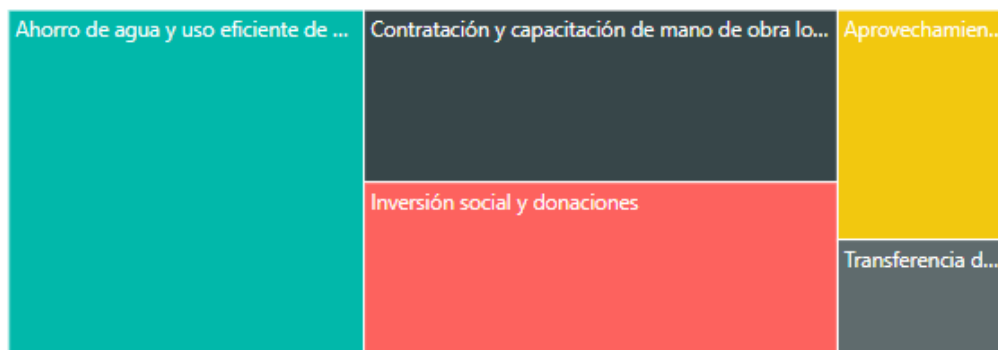 Ahorro de agua y uso eficiente de ...
Contratación y capacitación de mano de obra lo...
Aprovechamien...
Inversión social y donaciones
Transferencia d...